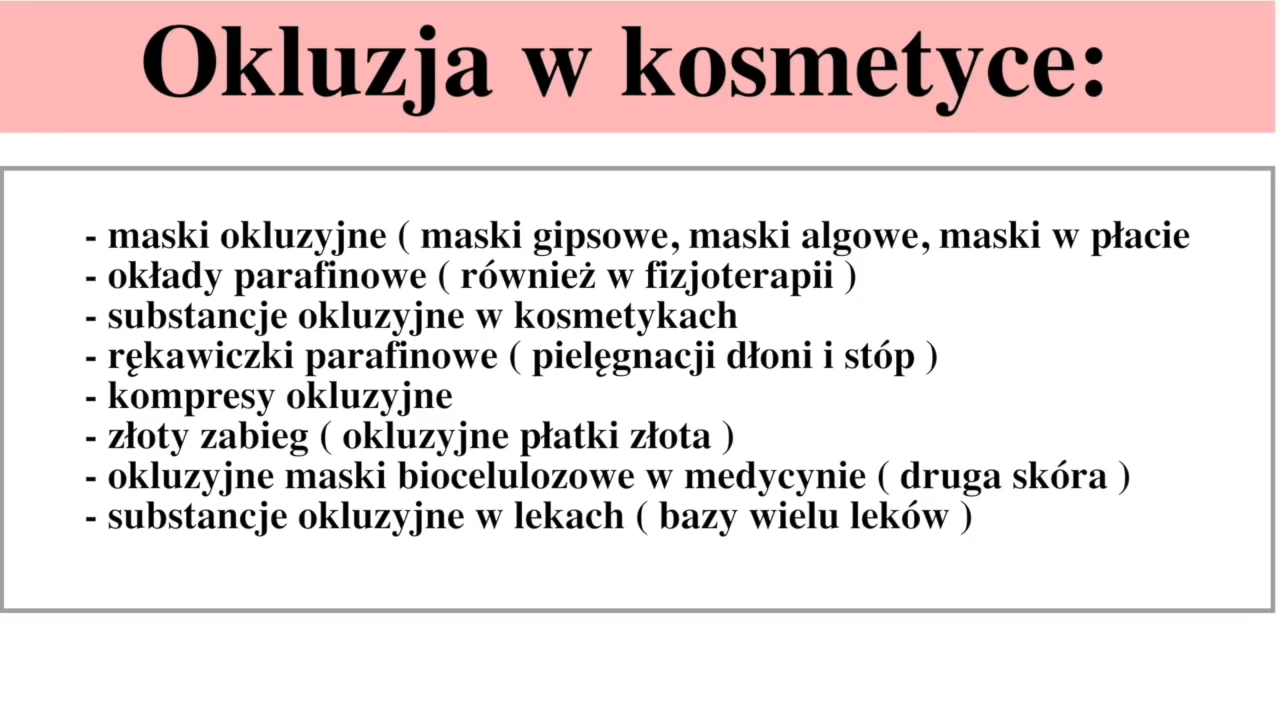 Okluzja w kosmetyce:
- maski okluzyjne ( maski gipsowe, maski algowe, maski w płacie
- okłady parafinowe ( również w fizjoterapii )
- substancje okluzyjne w kosmetykach
- rękawiczki parafinowe ( pielęgnacji dłoni i stóp )
- kompresy okluzyjne
- złoty zabieg ( okluzyjne płatki złota )
- okluzyjne maski biocelulozowe w medycynie ( druga skóra )
- substancje okluzyjne w lekach ( bazy wielu leków )